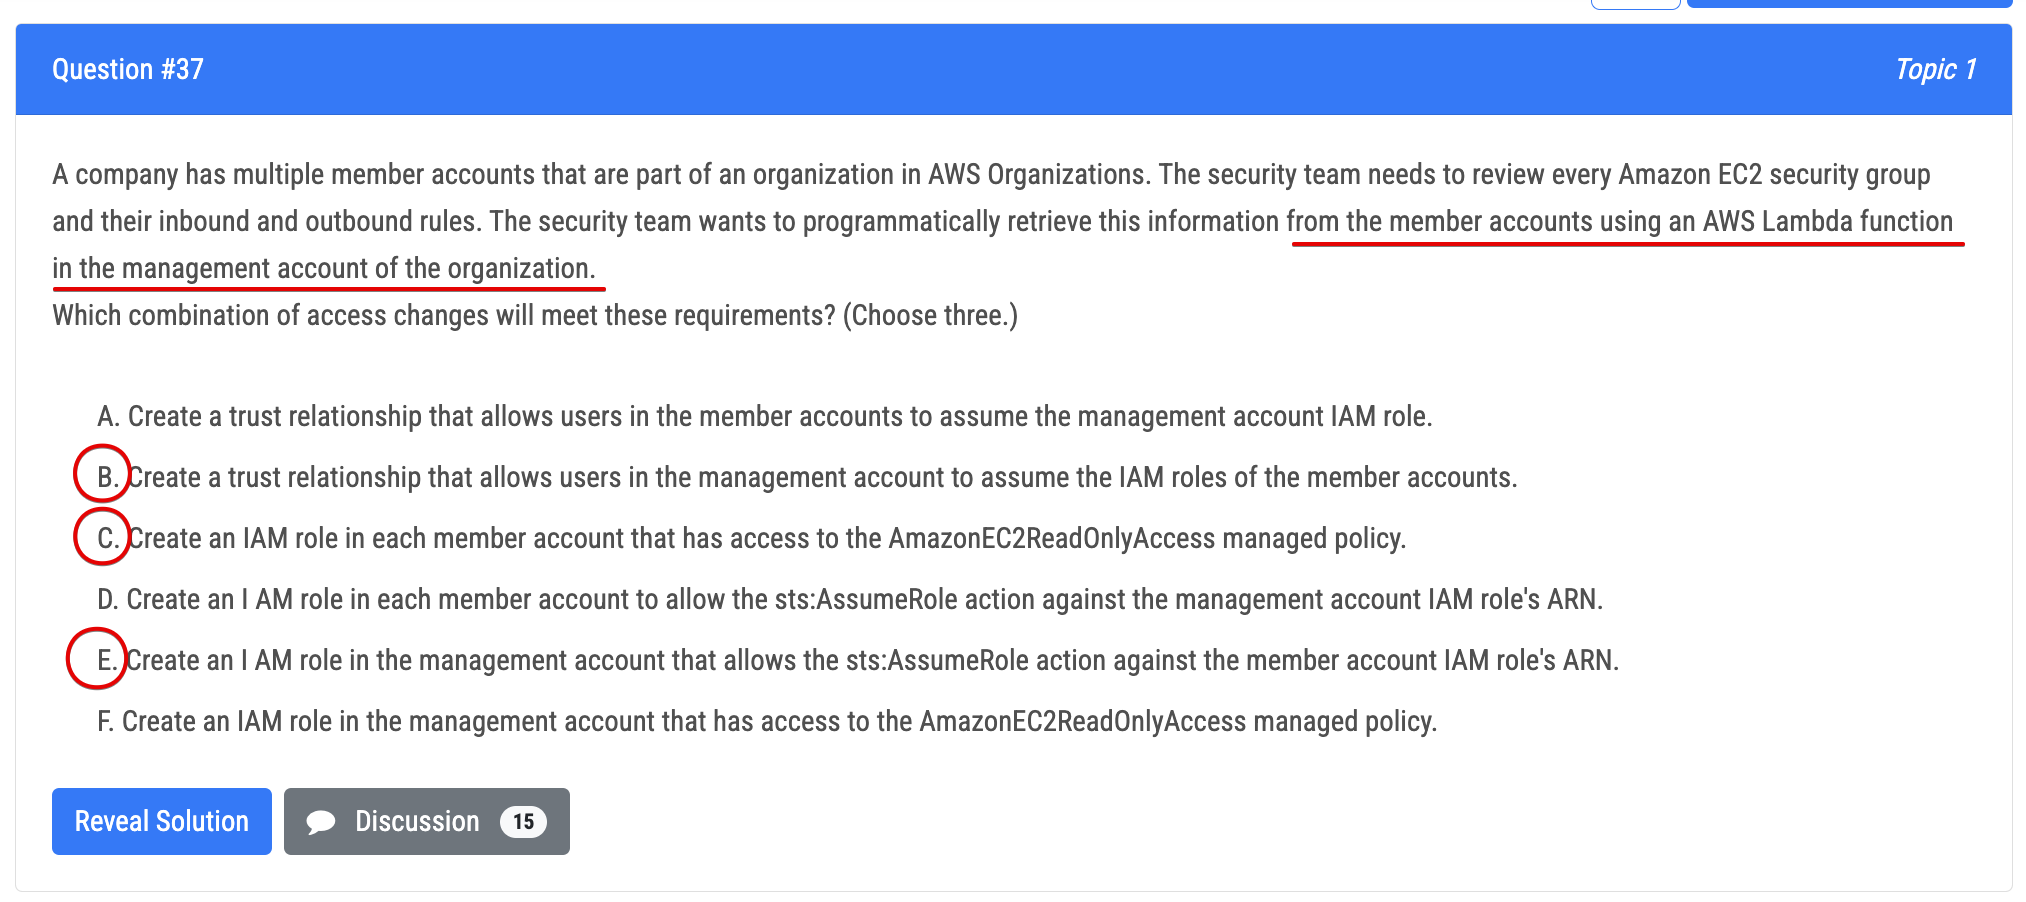 Question #37
Topic 1
A company has multiple member accounts that are part of an organization in AWS Organizations. The security team needs to review every Amazon EC2 security group
and their inbound and outbound rules. The security team wants to programmatically retrieve this information from the member accounts using an AWS Lambda function
in the management account of the organization.
Which combination of access changes will meet these requirements? (Choose three.)
A. Create a trust relationship that allows users in the member accounts to assume the management account IAM role.
B. Create a trust relationship that allows users in the management account to assume the IAM roles of the member accounts.
C. Create an IAM role in each member account that has access to the AmazonEC2ReadOnlyAccess managed policy.
D. Create an I AM role in each member account to allow the sts:AssumeRole action against the management account IAM role's ARN.
E. Create an I AM role in the management account that allows the sts:AssumeRole action against the member account IAM role's ARN.
F. Create an IAM role in the management account that has access to the AmazonEC2ReadOnlyAccess managed policy.
Reveal Solution
Discussion 15